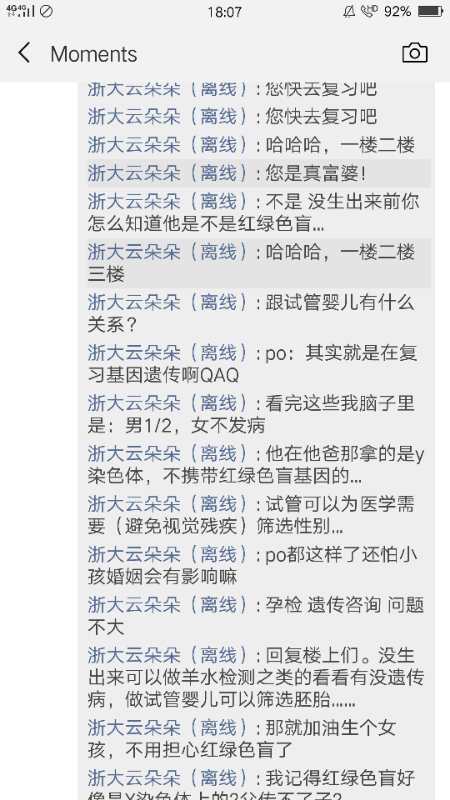 4G 4G 18:07 HD 92%
Moments
浙大云朵朵（离线）: 您快去复习吧
浙大云朵朵（离线）: 您快去复习吧
浙大云朵朵（离线）: 哈哈哈，一楼二楼
浙大云朵朵（离线）: 您是真富婆！
浙大云朵朵（离线）: 不是 没生出来前你
怎么知道他是不是红绿色盲...
浙大云朵朵（离线）: 哈哈哈，一楼二楼
三楼
浙大云朵朵（离线）: 跟试管婴儿有什么
关系？
浙大云朵朵（离线）: po：其实就是在复
习基因遗传啊QAQ
浙大云朵朵（离线）: 看完这些我脑子里
是：男1/2，女不发病
浙大云朵朵（离线）: 他在他爸那拿的是y
染色体，不携带红绿色盲基因的...
浙大云朵朵（离线）: 试管可以为医学需
要（避免视觉残疾）筛选性别...
浙大云朵朵（离线）: po都这样了还怕小
孩婚姻会有影响嘛
浙大云朵朵（离线）: 孕检 遗传咨询 问题
不大
浙大云朵朵（离线）: 回复楼上们。没生
出来可以做羊水检测之类的看看有没遗传
病，做试管婴儿可以筛选胚胎......
浙大云朵朵（离线）: 那就加油生个女
孩，不用担心红绿色盲了
浙大云朵朵（离线）: 我记得红绿色盲好
像是X染色体上的?父传不了子?